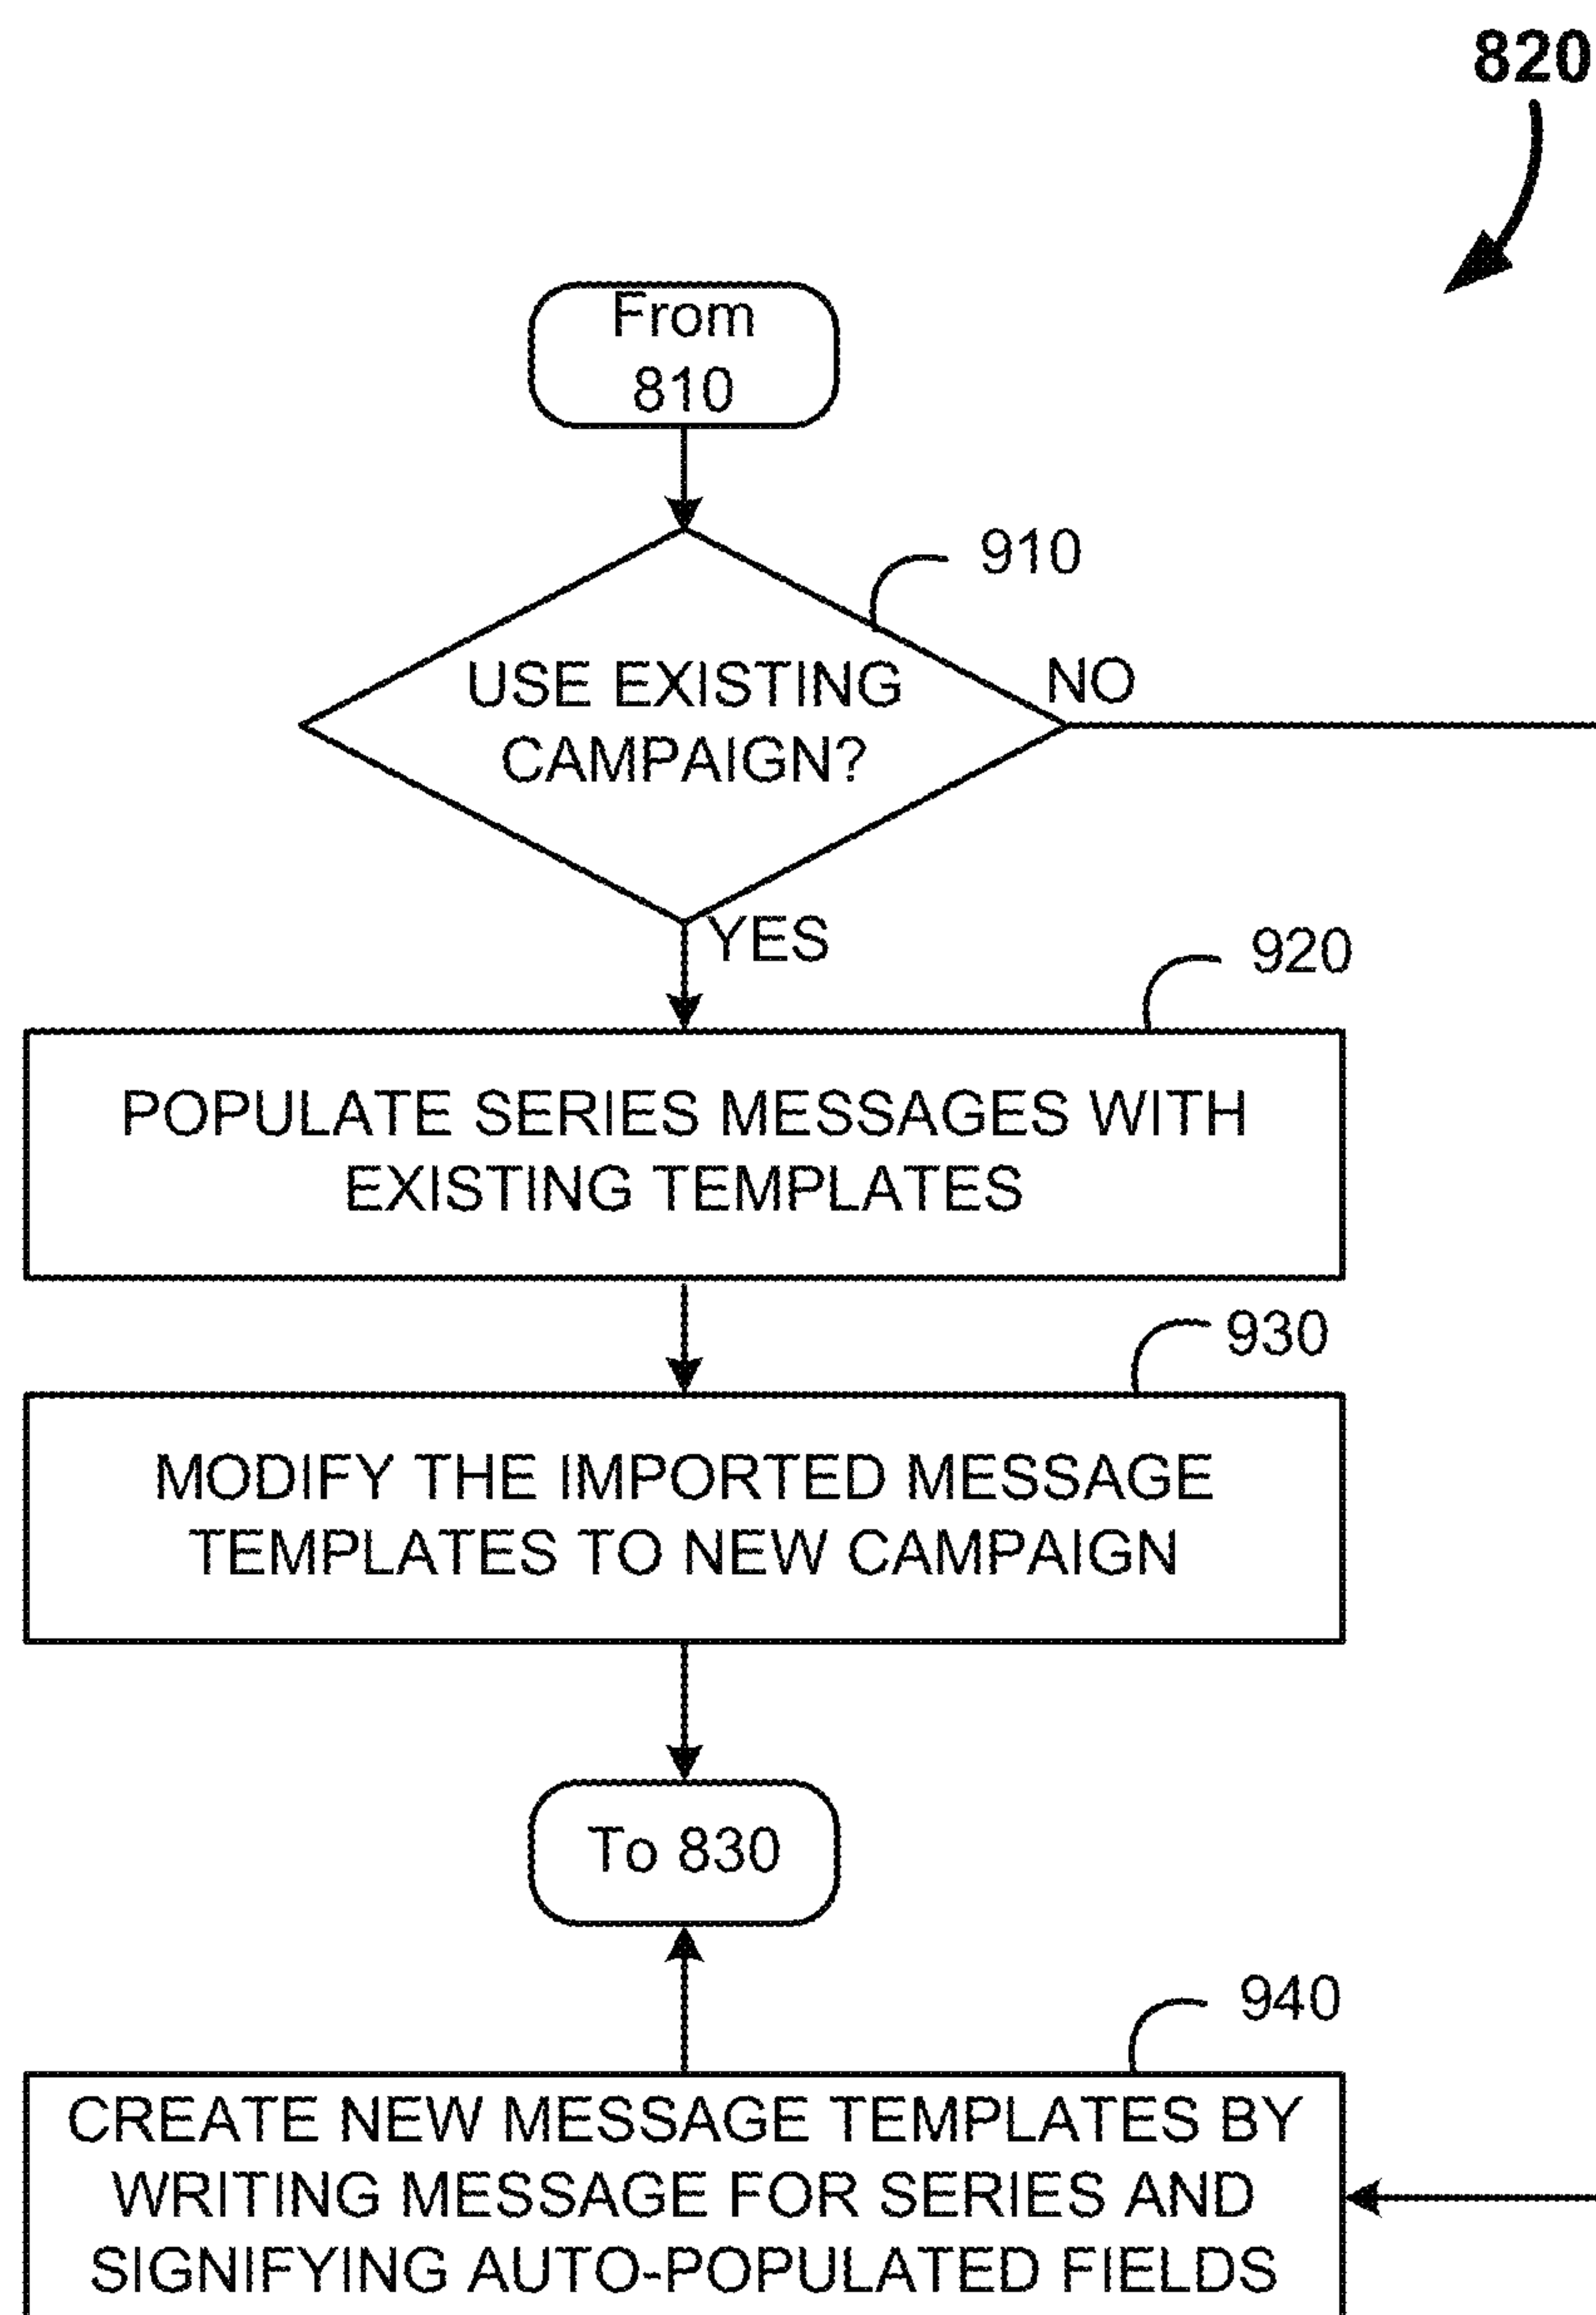 820
From
810
910
USE EXISTING
CAMPAIGN?
NO
YES
920
POPULATE SERIES MESSAGES WITH
EXISTING TEMPLATES
930
MODIFY THE IMPORTED MESSAGE
TEMPLATES TO NEW CAMPAIGN
To 830
940
CREATE NEW MESSAGE TEMPLATES BY
WRITING MESSAGE FOR SERIES AND
SIGNIFYING AUTO-POPULATED FIELDS